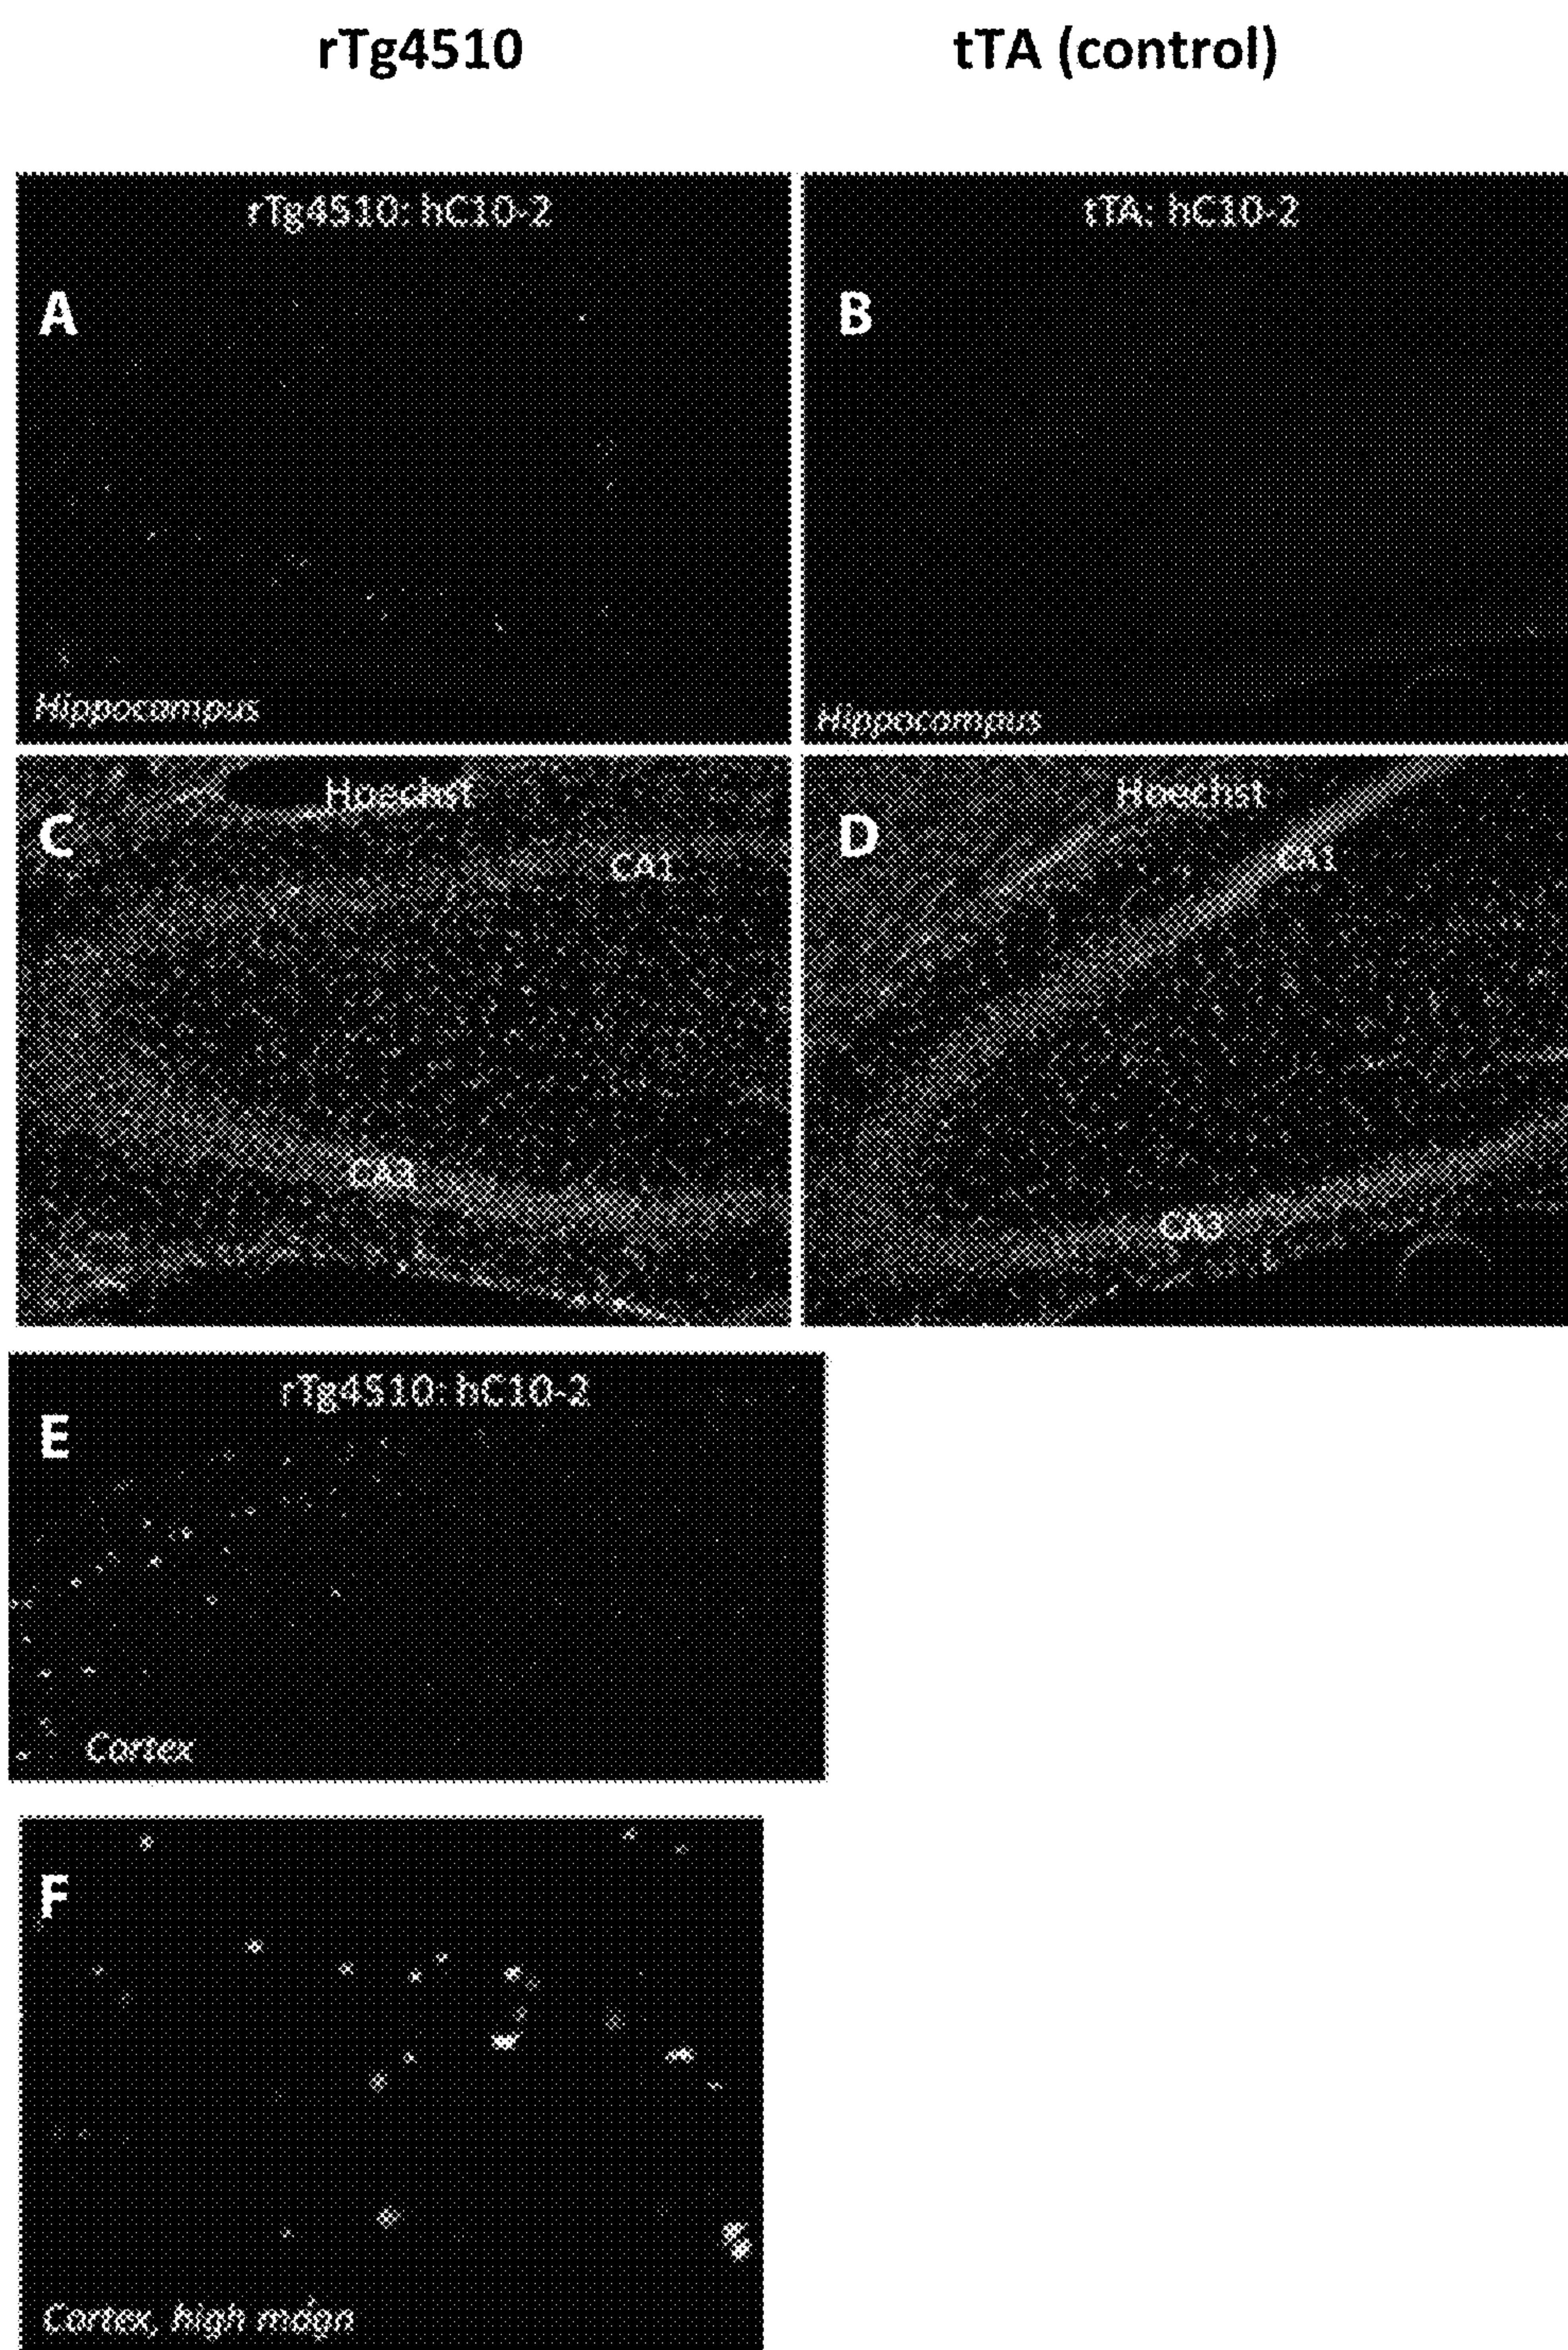 rTg4510
tTA (control)
rTg4510: hC10-2
tTA: hC10-2
A
B
Hippocampus
Hippocampus
Hoechst
Hoechst
C
D
CA1
CA1
CA3
CA3
rTg4510: hC10-2
E
Cortex
F
Cortex, high magn